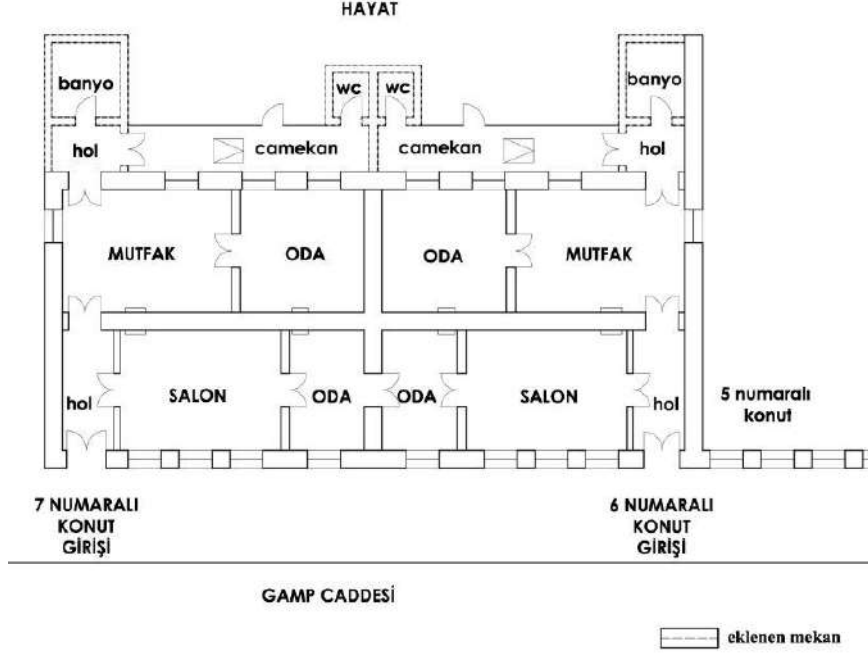 HAYAT
banyo
wc
wc
banyo
hol
camekan
camekan
hol
MUTFAK
ODA
ODA
MUTFAK
hol
SALON
ODA
ODA
SALON
hol
5 numaralı
konut
7 NUMARALI
KONUT
GİRİŞİ
6 NUMARALI
KONUT
GİRİŞİ
GAMP CADDESİ
eklenen mekan